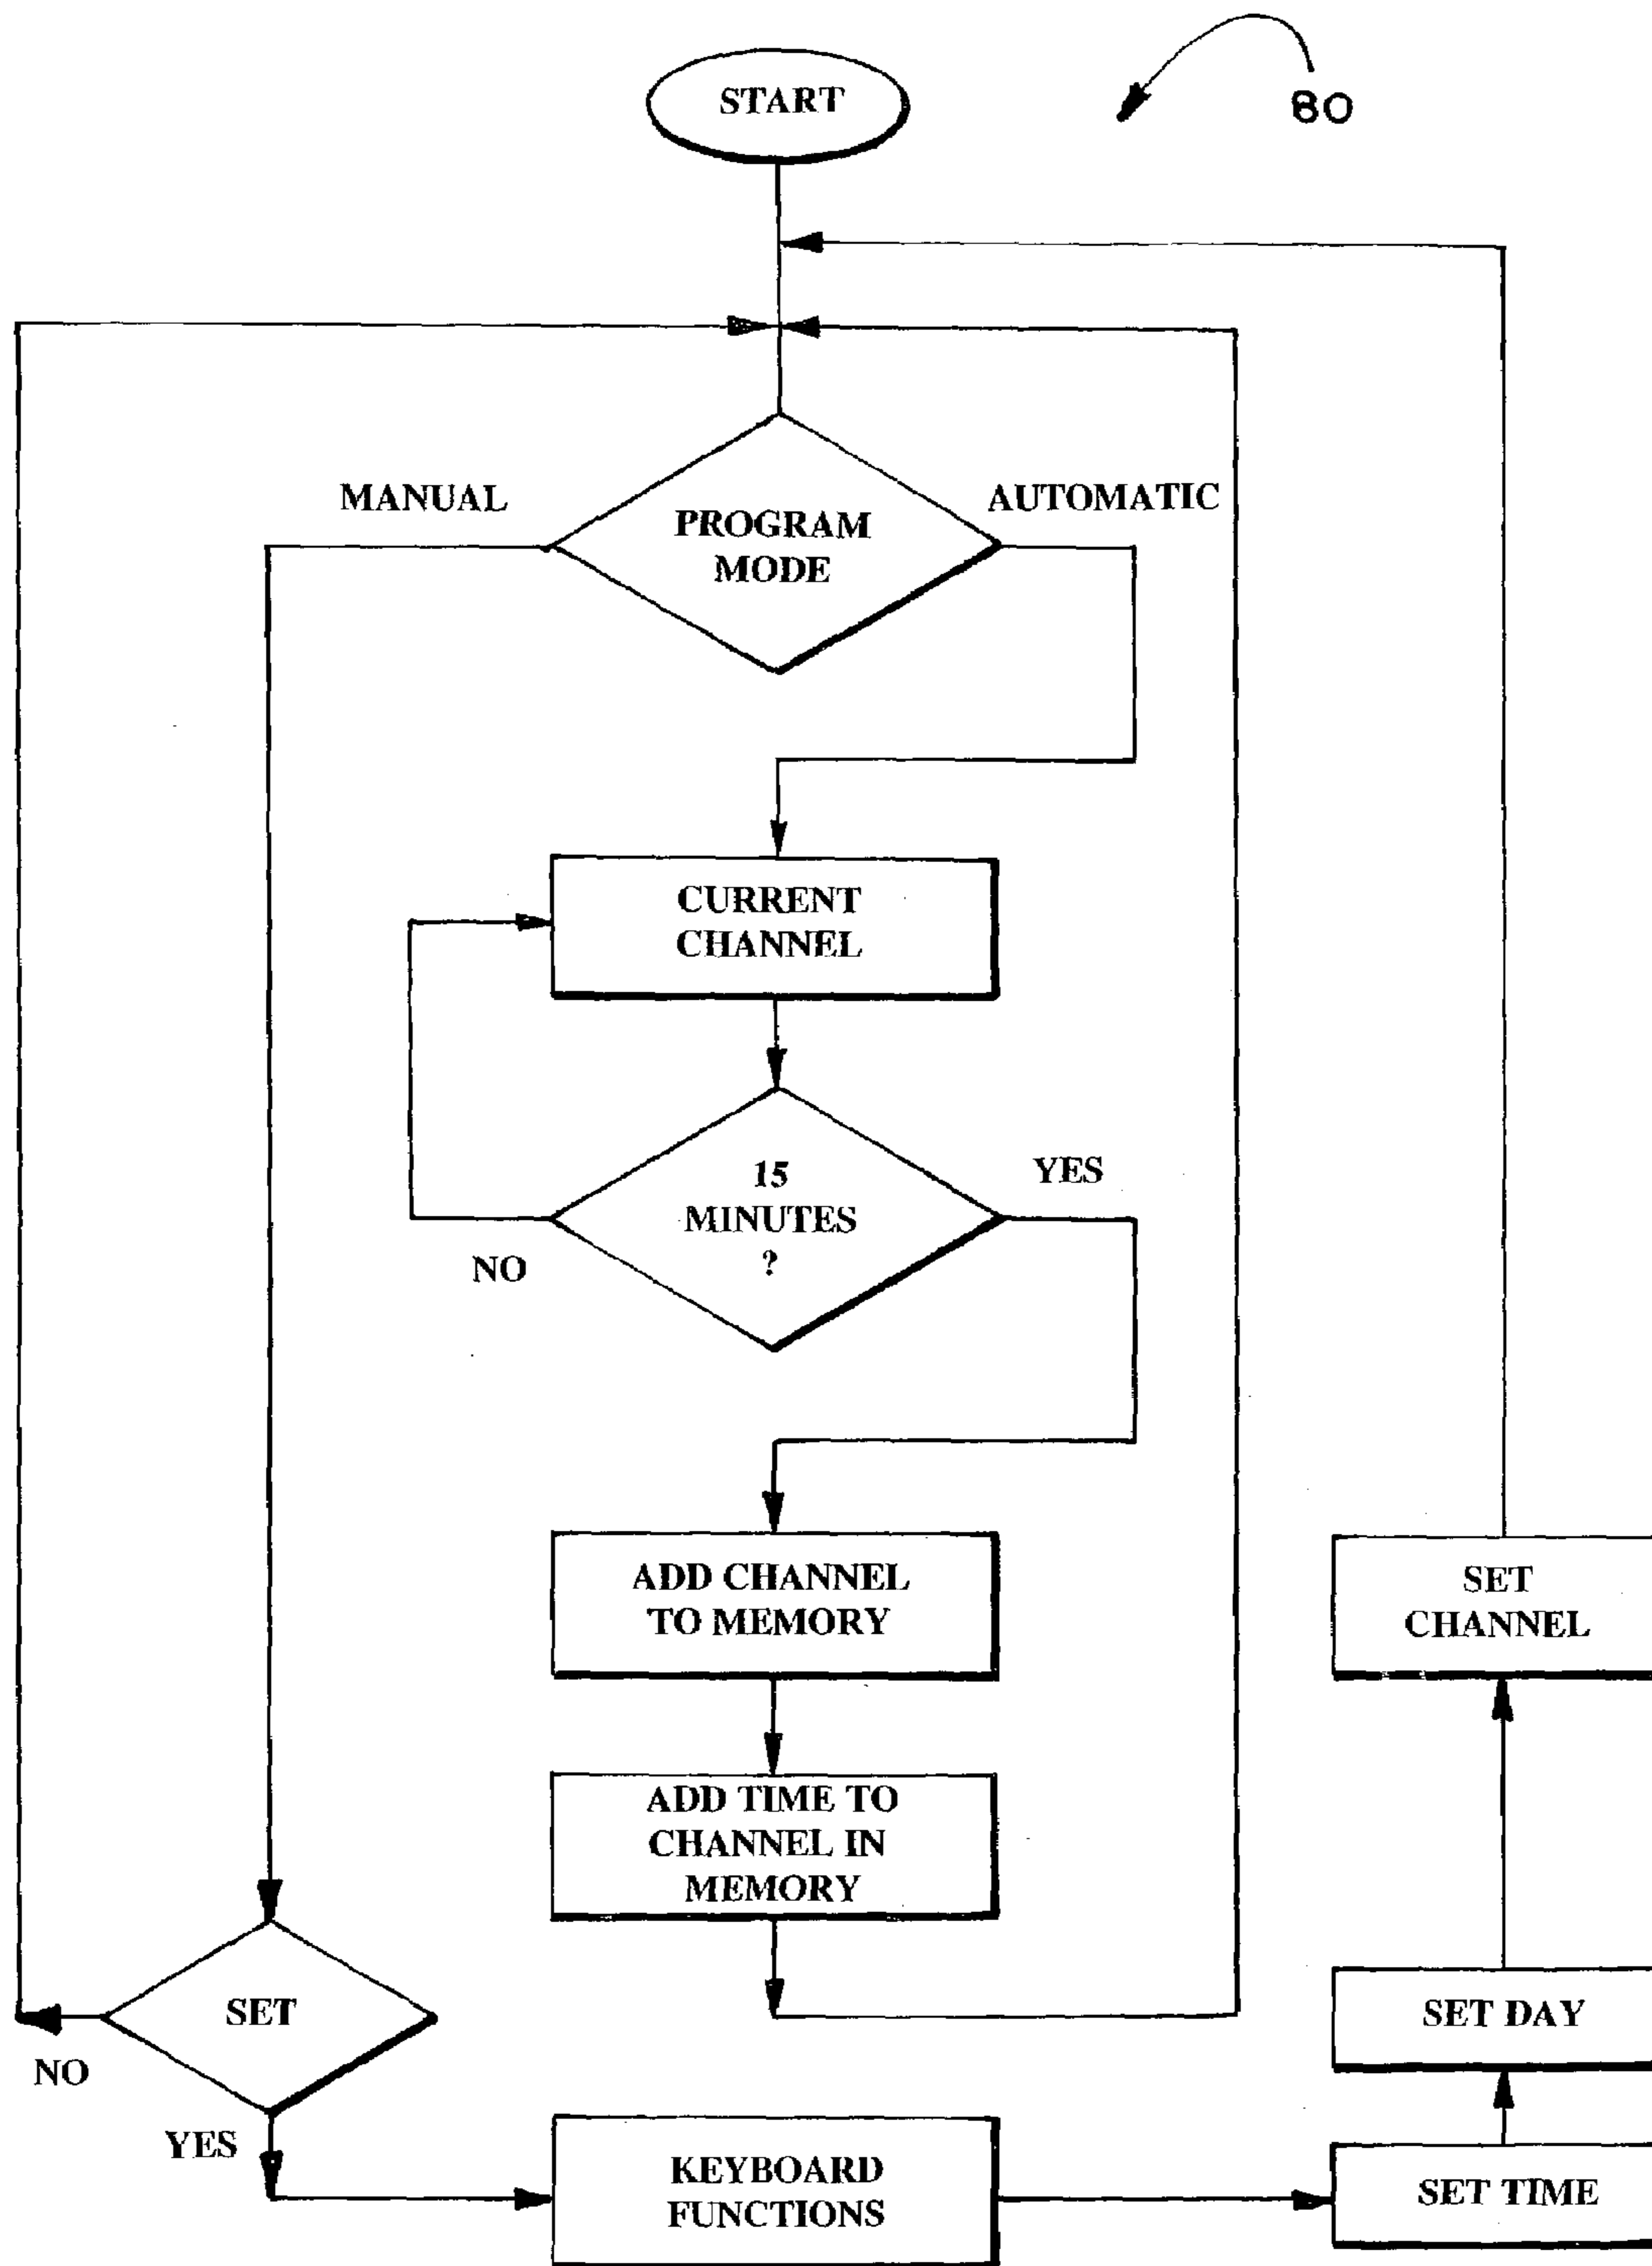 START
80
MANUAL
AUTOMATIC
PROGRAM
MODE
CURRENT
CHANNEL
15
MINUTES
?
YES
NO
ADD CHANNEL
TO MEMORY
SET
CHANNEL
ADD TIME TO
CHANNEL IN
MEMORY
SET
NO
YES
SET DAY
KEYBOARD
FUNCTIONS
SET TIME